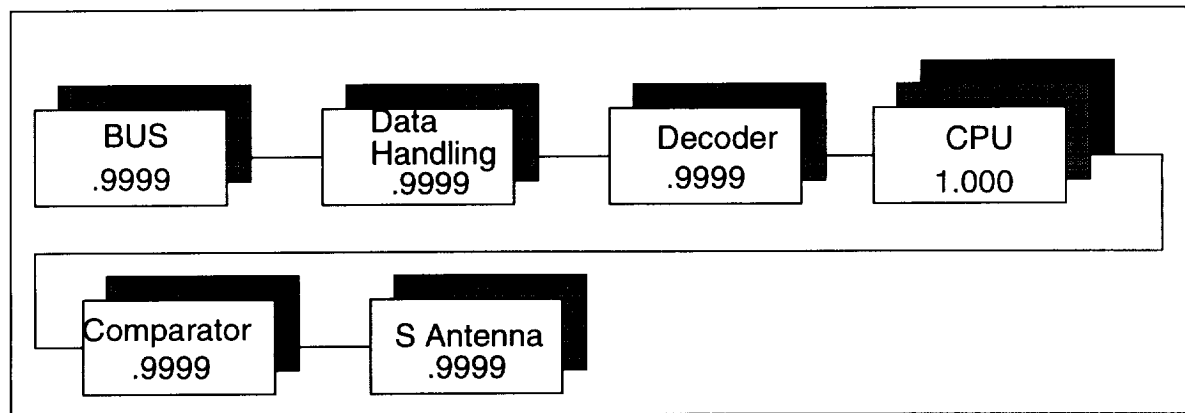 BUS
.9999
Data
Handling
.9999
Decoder
.9999
CPU
1.000
Comparator
.9999
S Antenna
.9999